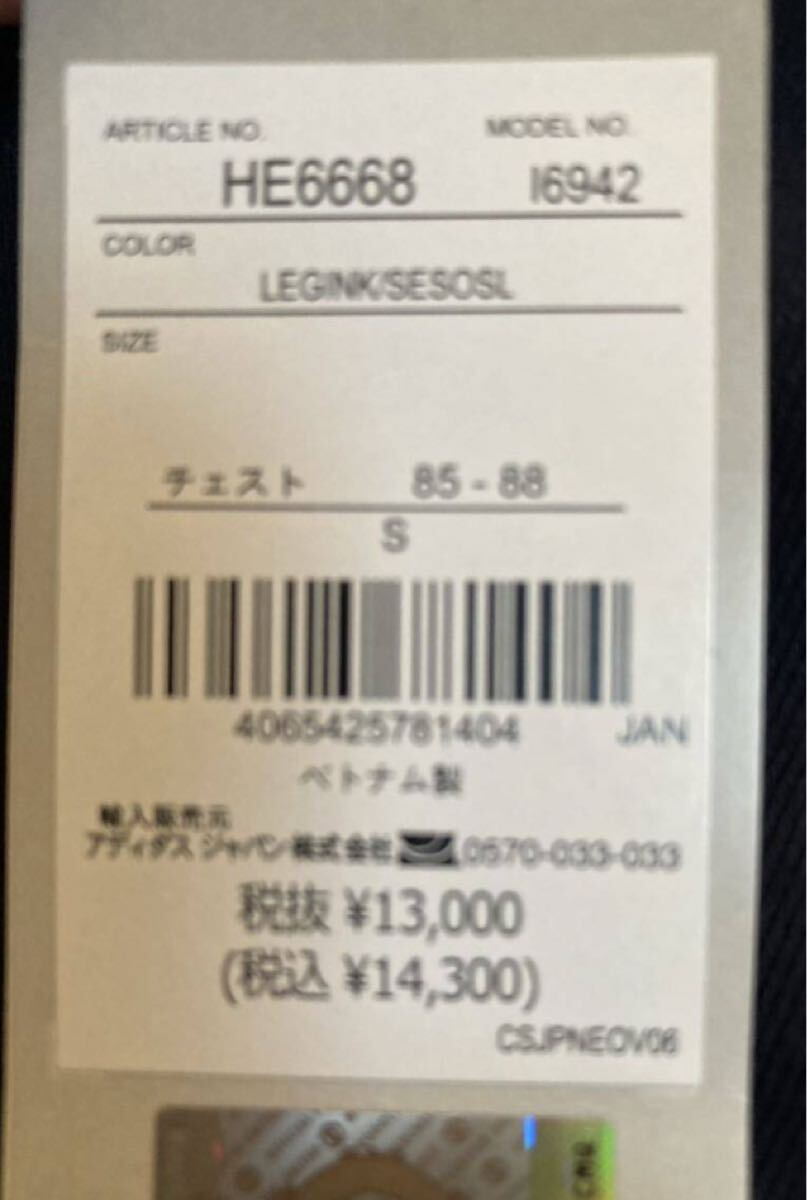 ARTICLE NO. MODEL NO.
HE6668 I6942
COLOR
LEGINK/SESOSL
SIZE
チェスト 85 - 88
S
4065425781404 JAN
ベトナム製
輸入販売元
アディダス ジャパン株式会社 0570-033-033
税抜 ¥13,000
(税込 ¥14,300)
CSJPNEOV06